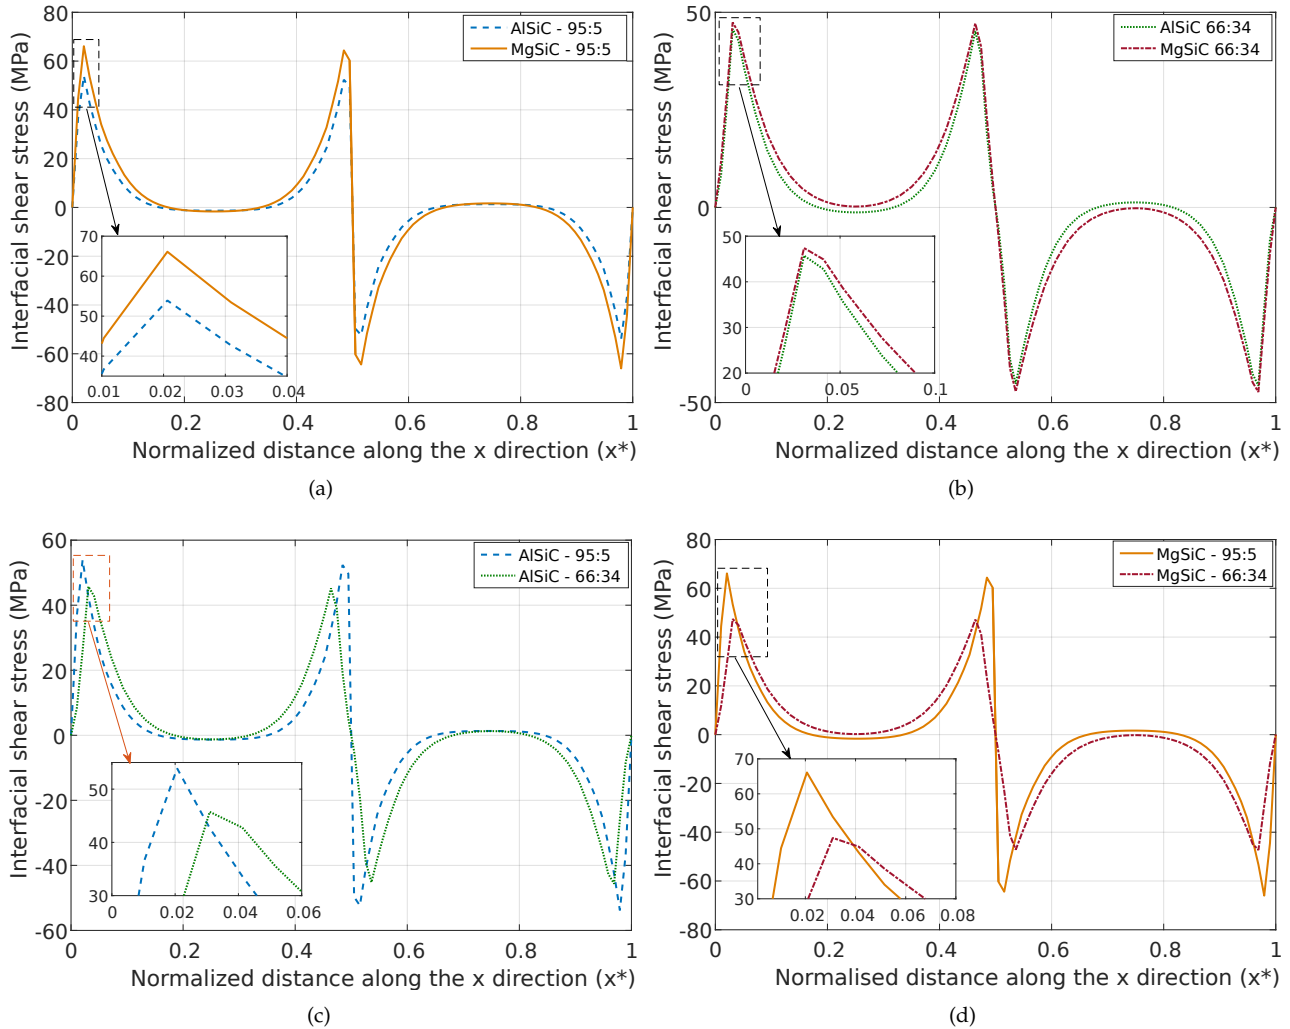 AlSiC - 95:5
MgSiC - 95:5
Interfacial shear stress (MPa)
80
60
40
20
0
-20
-40
-60
-80
70
60
50
40
0.01 0.02 0.03 0.04
0 0.2 0.4 0.6 0.8 1
Normalized distance along the x direction (x*)
(a)
AlSiC 66:34
MgSiC 66:34
Interfacial shear stress (MPa)
50
0
-50
50
40
30
20
0 0.05 0.1
0 0.2 0.4 0.6 0.8 1
Normalized distance along the x direction (x*)
(b)
AlSiC - 95:5
AlSiC - 66:34
Interfacial shear stress (MPa)
60
40
20
0
-20
-40
-60
50
40
30
0 0.02 0.04 0.06
0 0.2 0.4 0.6 0.8 1
Normalized distance along the x direction (x*)
(c)
MgSiC - 95:5
MgSiC - 66:34
Interfacial shear stress (MPa)
80
60
40
20
0
-20
-40
-60
-80
70
60
50
40
30
0.02 0.04 0.06 0.08
0 0.2 0.4 0.6 0.8 1
Normalised distance along the x direction (x*)
(d)